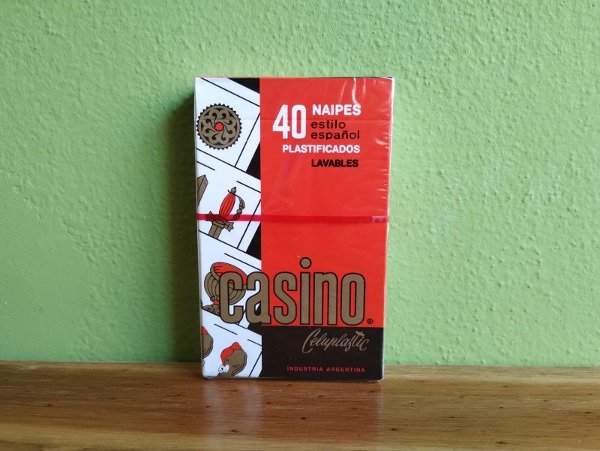 40 NAIPES
estilo
español
PLASTIFICADOS
LAVABLES
casino®
Celuplastic
INDUSTRIA ARGENTINA